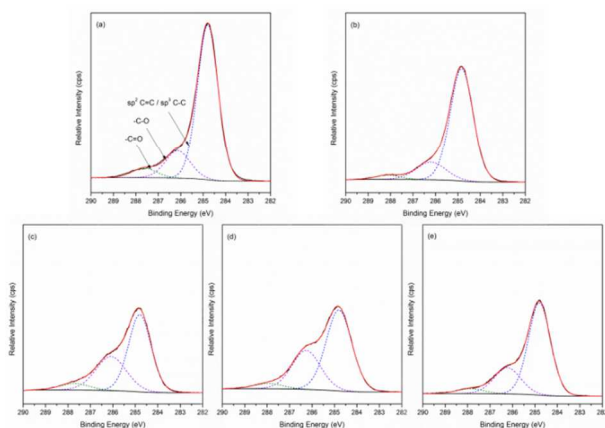 (a)
sp² C=C / sp³ C-C
-C-O
-C=O
Relative Intensity (cps)
290 289 288 287 286 285 284 283 282
Binding Energy (eV)
(b)
Relative Intensity (cps)
290 289 288 287 286 285 284 283 282
Binding Energy (eV)
(c)
Relative Intensity (cps)
290 289 288 287 286 285 284 283 282
Binding Energy (eV)
(d)
Relative Intensity (cps)
290 289 288 287 286 285 284 283 282
Binding Energy (eV)
(e)
Relative Intensity (cps)
290 289 288 287 286 285 284 283 282
Binding Energy (eV)